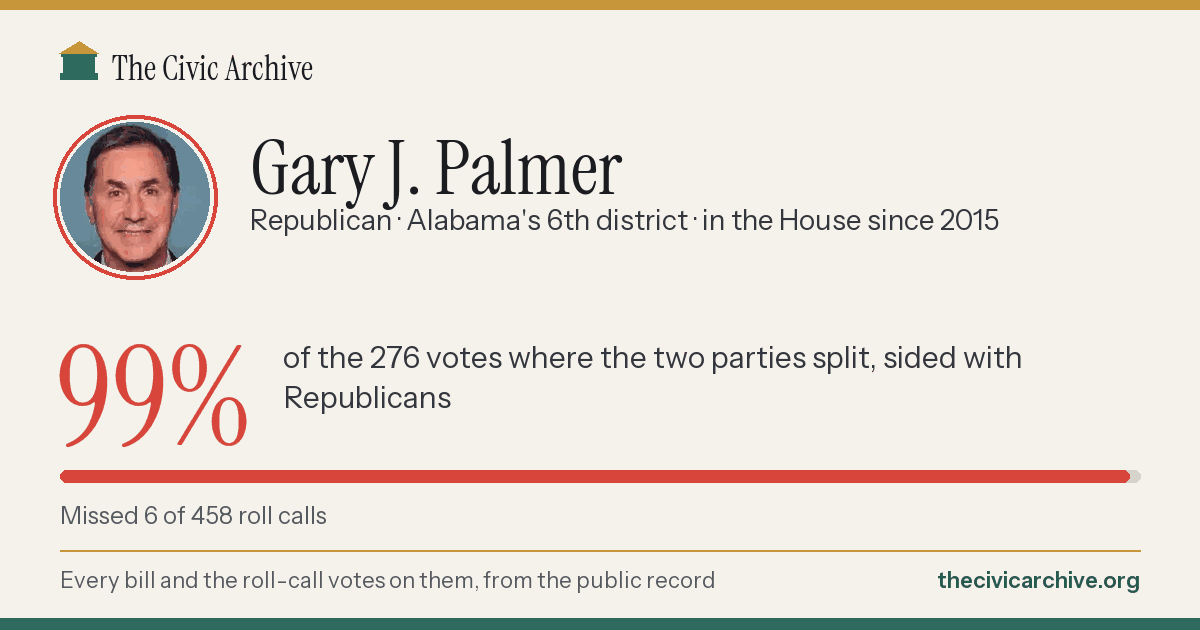 The Civic Archive
Gary J. Palmer
Republican · Alabama's 6th district · in the House since 2015
99%
of the 276 votes where the two parties split, sided with
Republicans
Missed 6 of 458 roll calls
Every bill and the roll-call votes on them, from the public record
thecivicarchive.org